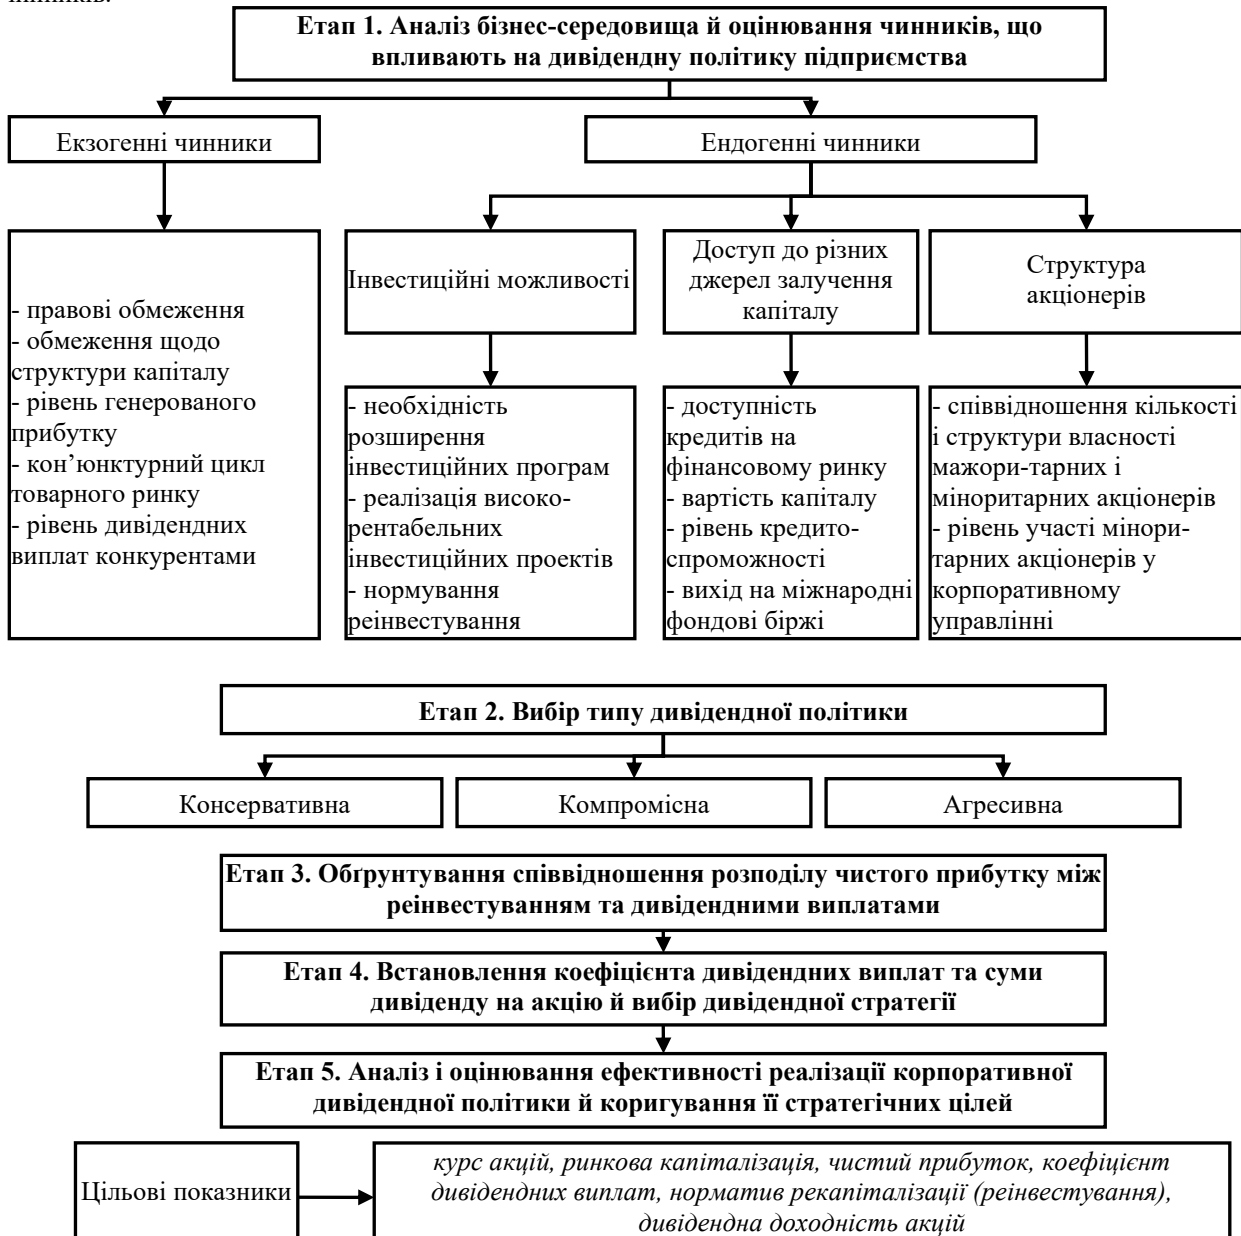 Етап 1. Аналіз бізнес-середовища й оцінювання чинників, що
впливають на дивідендну політику підприємства
Екзогенні чинники
Ендогенні чинники
- правові обмеження
- обмеження щодо
структури капіталу
- рівень генерованого
прибутку
- кон’юнктурний цикл
товарного ринку
- рівень дивідендних
виплат конкурентами
Інвестиційні можливості
- необхідність
розширення
інвестиційних програм
- реалізація високо-
рентабельних
інвестиційних проектів
- нормування
реінвестування
Доступ до різних
джерел залучення
капіталу
- доступність
кредитів на
фінансовому ринку
- вартість капіталу
- рівень кредито-
спроможності
- вихід на міжнародні
фондові біржі
Структура
акціонерів
- співвідношення кількості
і структури власності
мажори-тарних і
міноритарних акціонерів
- рівень участі мінори-
тарних акціонерів у
корпоративному
управлінні
Етап 2. Вибір типу дивідендної політики
Консервативна
Компромісна
Агресивна
Етап 3. Обґрунтування співвідношення розподілу чистого прибутку між
реінвестуванням та дивідендними виплатами
Етап 4. Встановлення коефіцієнта дивідендних виплат та суми
дивіденду на акцію й вибір дивідендної стратегії
Етап 5. Аналіз і оцінювання ефективності реалізації корпоративної
дивідендної політики й коригування її стратегічних цілей
Цільові показники
курс акцій, ринкова капіталізація, чистий прибуток, коефіцієнт
дивідендних виплат, норматив рекапіталізації (реінвестування),
дивідендна доходність акцій